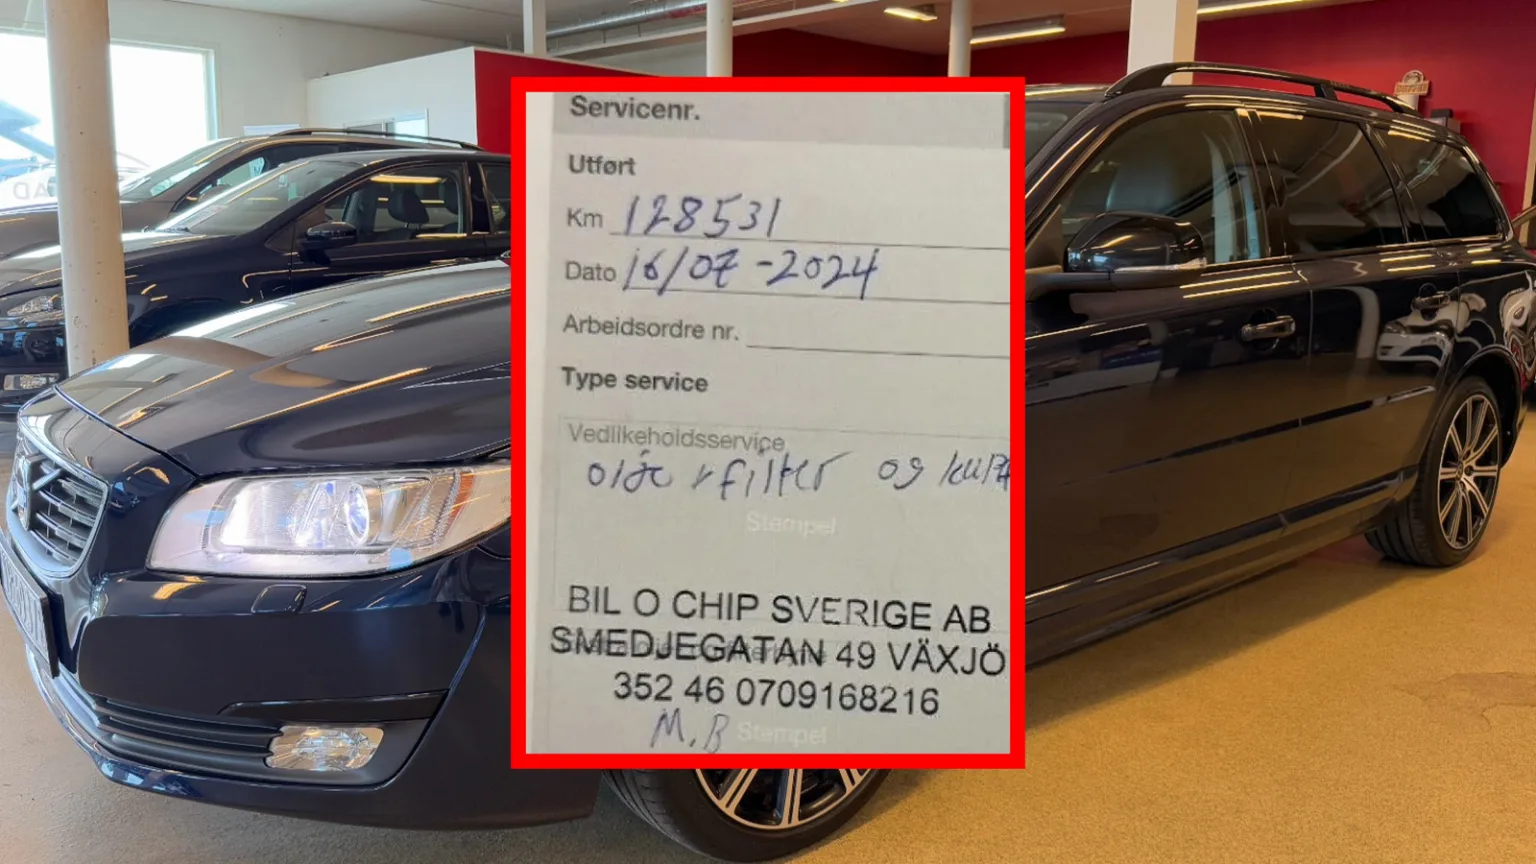 Servicenr.
Utført
Km 128531
Dato 16/07-2024
Arbeidsordre nr.
Type service
Vedlikeholdsservice
olje filter og
Stempel
BIL O CHIP SVERIGE AB
SMEDJEGATAN 49 VÄXJÖ
352 46 0709168216
M.B Stempel